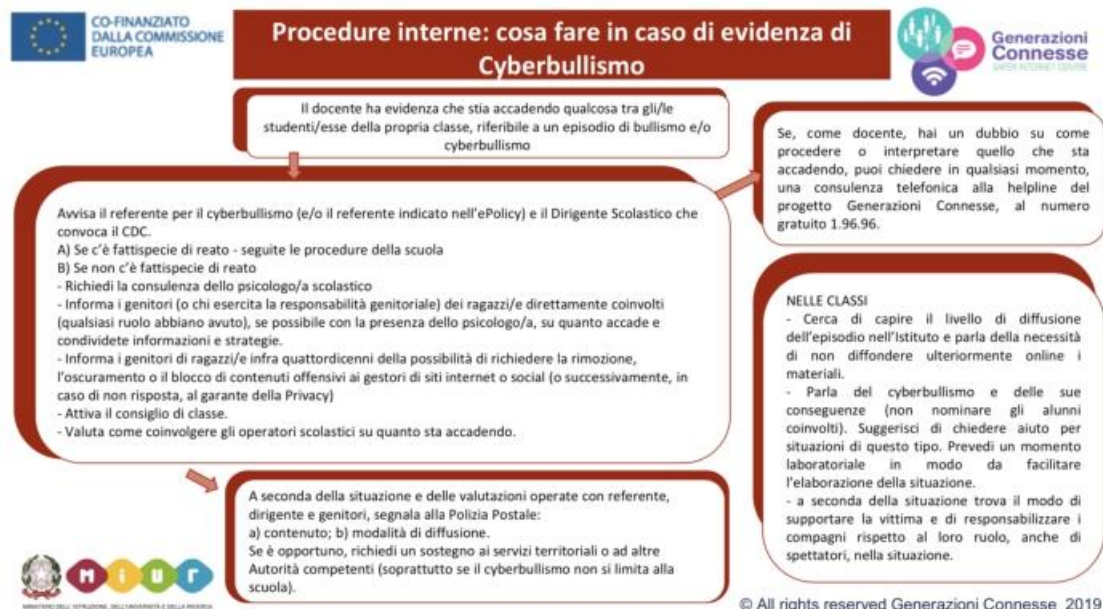 CO-FINANZIATO
DALLA COMMISSIONE
EUROPEA
Procedure interne: cosa fare in caso di evidenza di
Cyberbullismo
Generazioni
Connesse
SAFER INTERNET CENTRE
Il docente ha evidenza che stia accadendo qualcosa tra gli/le
studenti/esse della propria classe, riferibile a un episodio di bullismo e/o
cyberbullismo
Se, come docente, hai un dubbio su come
procedere o interpretare quello che sta
accadendo, puoi chiedere in qualsiasi momento,
una consulenza telefonica alla helpline del
progetto Generazioni Connesse, al numero
gratuito 1.96.96.
Avvisa il referente per il cyberbullismo (e/o il referente indicato nell'ePolicy) e il Dirigente Scolastico che
convoca il CDC.
A) Se c'è fattispecie di reato - seguite le procedure della scuola
B) Se non c'è fattispecie di reato
- Richiedi la consulenza dello psicologo/a scolastico
- Informa i genitori (o chi esercita la responsabilità genitoriale) dei ragazzi/e direttamente coinvolti
(qualsiasi ruolo abbiano avuto), se possibile con la presenza dello psicologo/a, su quanto accade e
condividete informazioni e strategie.
- Informa i genitori di ragazzi/e infra quattordicenni della possibilità di richiedere la rimozione,
l'oscuramento o il blocco di contenuti offensivi ai gestori di siti internet o social (o successivamente, in
caso di non risposta, al garante della Privacy)
- Attiva il consiglio di classe.
- Valuta come coinvolgere gli operatori scolastici su quanto sta accadendo.
NELLE CLASSI
- Cerca di capire il livello di diffusione
dell'episodio nell'Istituto e parla della necessità
di non diffondere ulteriormente online i
materiali.
- Parla del cyberbullismo e delle sue
conseguenze (non nominare gli alunni
coinvolti). Suggerisci di chiedere aiuto per
situazioni di questo tipo. Prevedi un momento
laboratoriale in modo da facilitare
l'elaborazione della situazione.
- a seconda della situazione trova il modo di
supportare la vittima e di responsabilizzare i
compagni rispetto al loro ruolo, anche di
spettatori, nella situazione.
A seconda della situazione e delle valutazioni operate con referente,
dirigente e genitori, segnala alla Polizia Postale:
a) contenuto; b) modalità di diffusione.
Se è opportuno, richiedi un sostegno ai servizi territoriali o ad altre
Autorità competenti (soprattutto se il cyberbullismo non si limita alla
scuola).
MIUR
MINISTERO DELL'ISTRUZIONE, DELL'UNIVERSITÀ E DELLA RICERCA
© All rights reserved Generazioni Connesse 2019